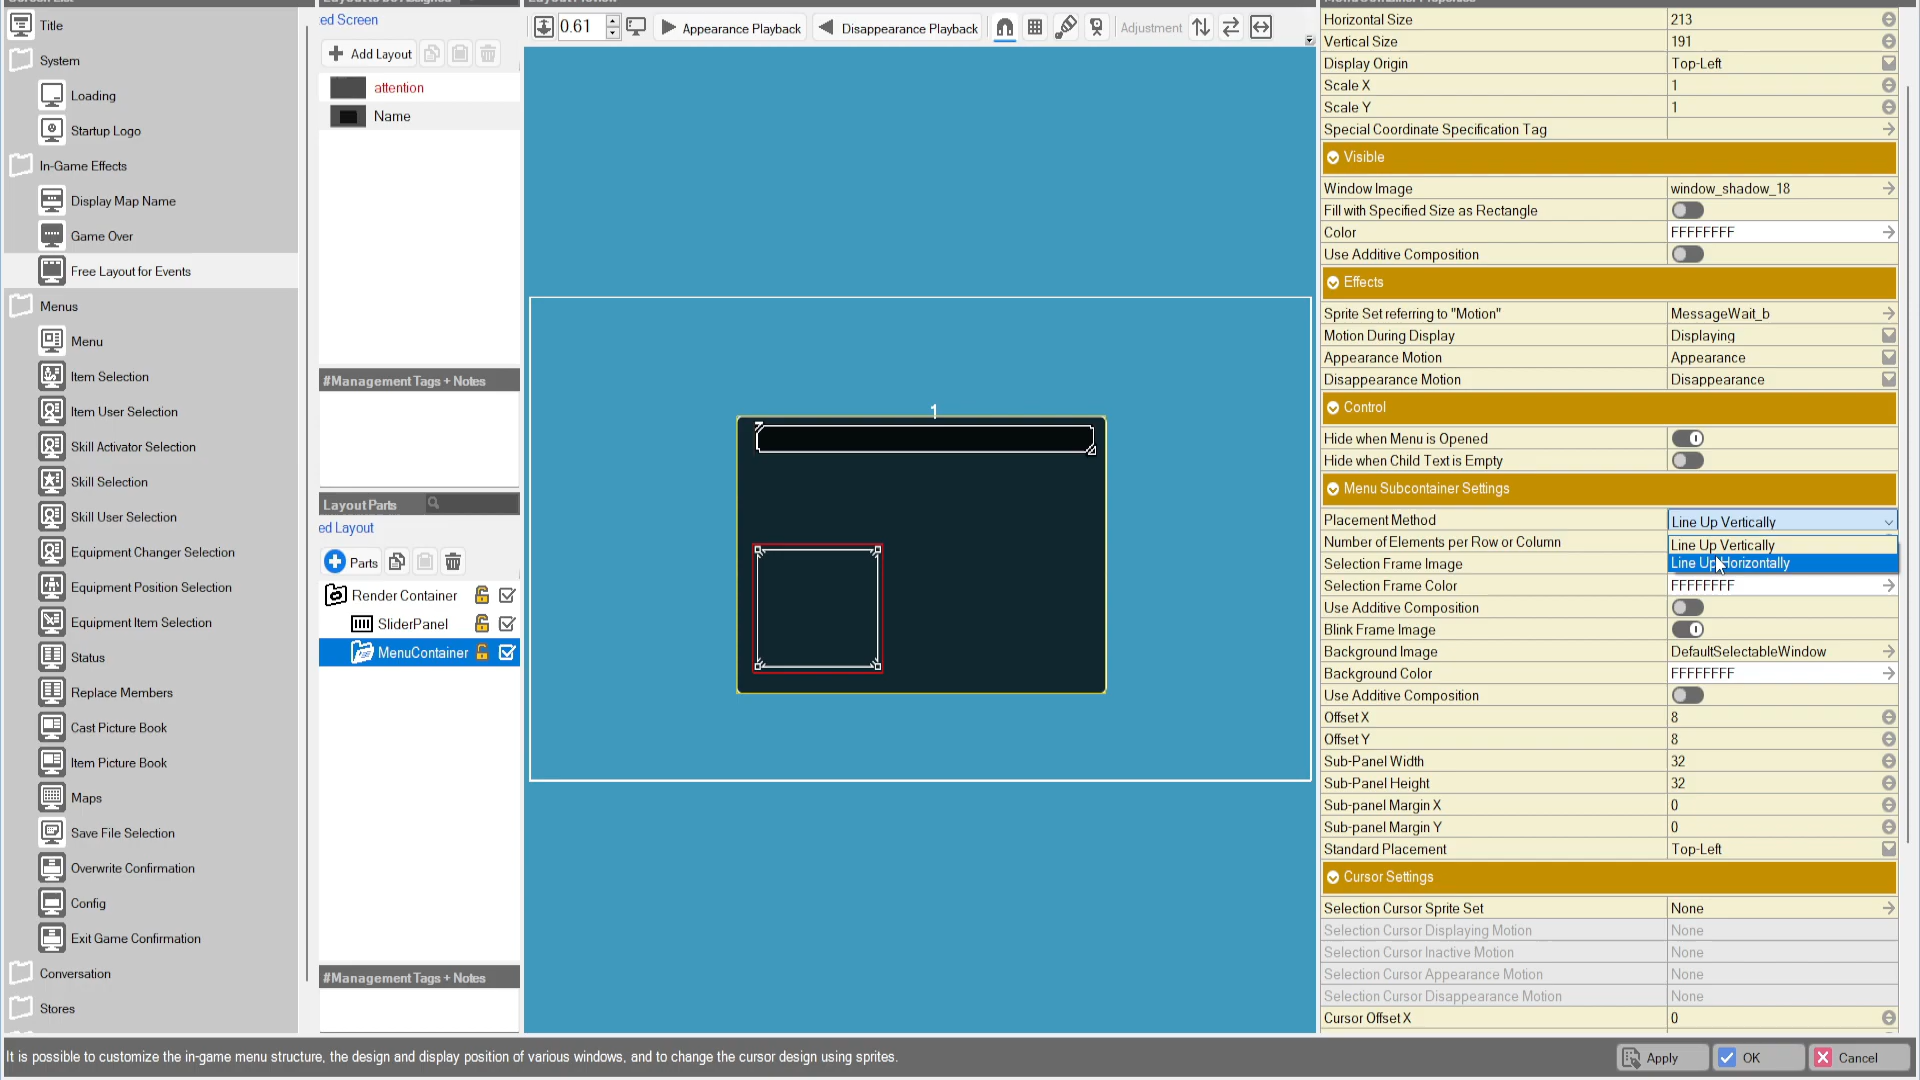 Title
System
Loading
Startup Logo
In-Game Effects
Display Map Name
Game Over
Free Layout for Events
Menus
Menu
Item Selection
Item User Selection
Skill Activator Selection
Skill Selection
Skill User Selection
Equipment Changer Selection
Equipment Position Selection
Equipment Item Selection
Status
Replace Members
Cast Picture Book
Item Picture Book
Maps
Save File Selection
Overwrite Confirmation
Config
Exit Game Confirmation
Conversation
Stores
ed Screen
Add Layout
attention
Name
#Management Tags + Notes
Layout Parts
ed Layout
Parts
Render Container
SliderPanel
MenuContainer
#Management Tags + Notes
0.61
Appearance Playback
Disappearance Playback
Adjustment
1
Horizontal Size 213
Vertical Size 191
Display Origin Top-Left
Scale X 1
Scale Y 1
Special Coordinate Specification Tag
Visible
Window Image window_shadow_18
Fill with Specified Size as Rectangle
Color FFFFFFFF
Use Additive Composition
Effects
Sprite Set referring to "Motion" MessageWait_b
Motion During Display Displaying
Appearance Motion Appearance
Disappearance Motion Disappearance
Control
Hide when Menu is Opened
Hide when Child Text is Empty
Menu Subcontainer Settings
Placement Method Line Up Vertically
Number of Elements per Row or Column Line Up Vertically
Selection Frame Image Line Up Horizontally
Selection Frame Color FFFFFFFF
Use Additive Composition
Blink Frame Image
Background Image DefaultSelectableWindow
Background Color FFFFFFFF
Use Additive Composition
Offset X 8
Offset Y 8
Sub-Panel Width 32
Sub-Panel Height 32
Sub-panel Margin X 0
Sub-panel Margin Y 0
Standard Placement Top-Left
Cursor Settings
Selection Cursor Sprite Set None
Selection Cursor Displaying Motion None
Selection Cursor Inactive Motion None
Selection Cursor Appearance Motion None
Selection Cursor Disappearance Motion None
Cursor Offset X 0
It is possible to customize the in-game menu structure, the design and display position of various windows, and to change the cursor design using sprites.
Apply
OK
Cancel